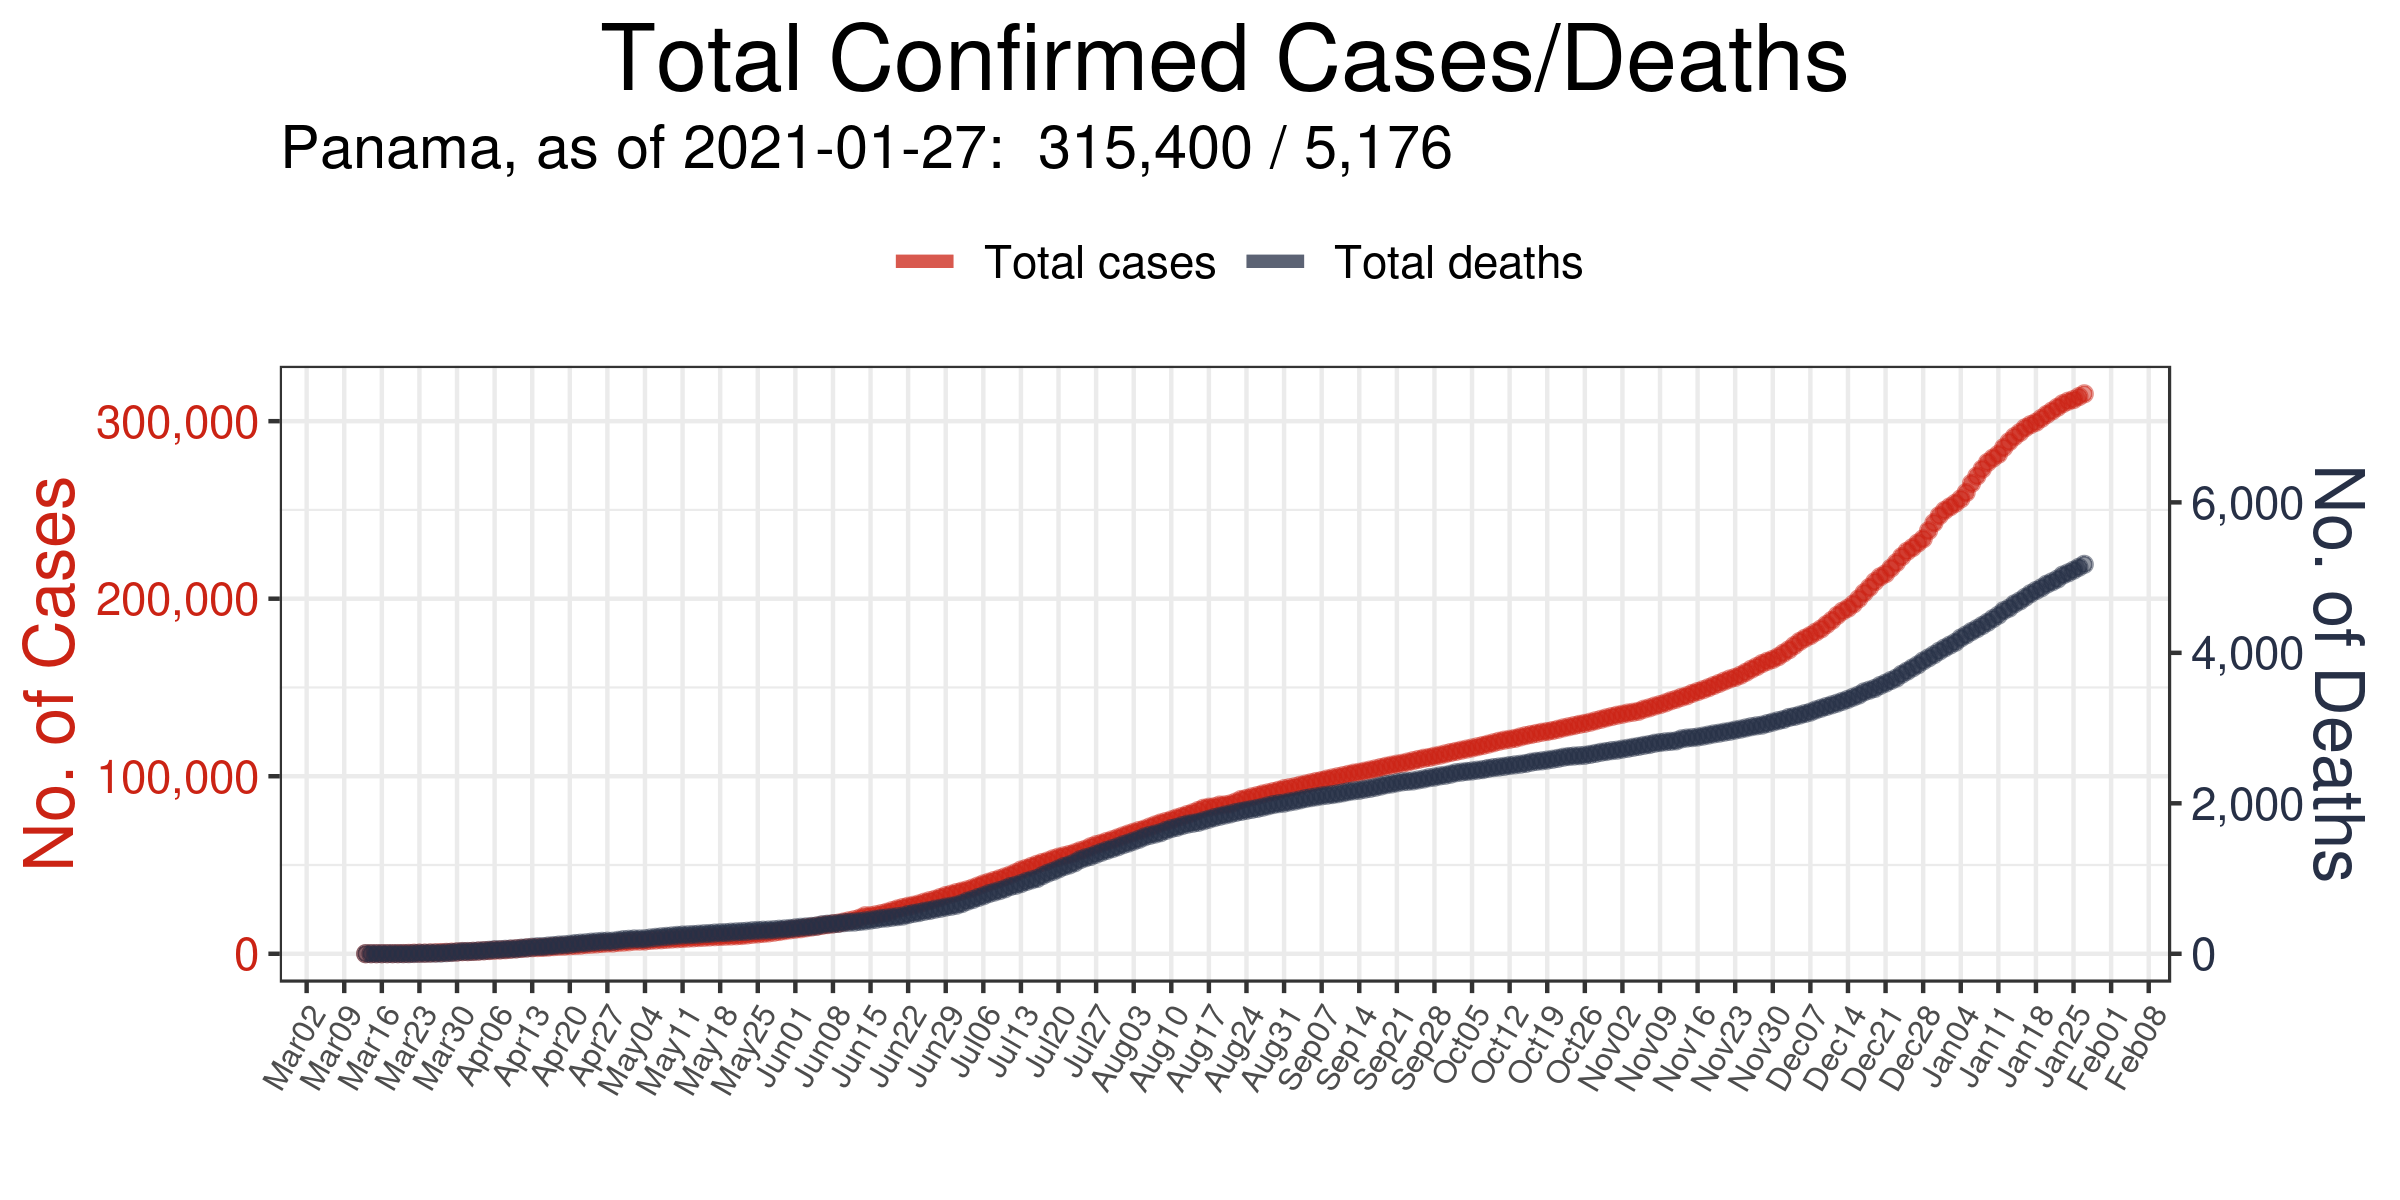 Total Confirmed Cases/Deaths
Panama, as of 2021-01-27:  315,400 / 5,176
Total cases
Total deaths
No. of Cases
300,000
200,000
100,000
0
6,000
4,000
2,000
0
No. of Deaths
Mar02
Mar09
Mar16
Mar23
Mar30
Apr06
Apr13
Apr20
Apr27
May04
May11
May18
May25
Jun01
Jun08
Jun15
Jun22
Jun29
Jul06
Jul13
Jul20
Jul27
Aug03
Aug10
Aug17
Aug24
Aug31
Sep07
Sep14
Sep21
Sep28
Oct05
Oct12
Oct19
Oct26
Nov02
Nov09
Nov16
Nov23
Nov30
Dec07
Dec14
Dec21
Dec28
Jan04
Jan11
Jan18
Jan25
Feb01
Feb08